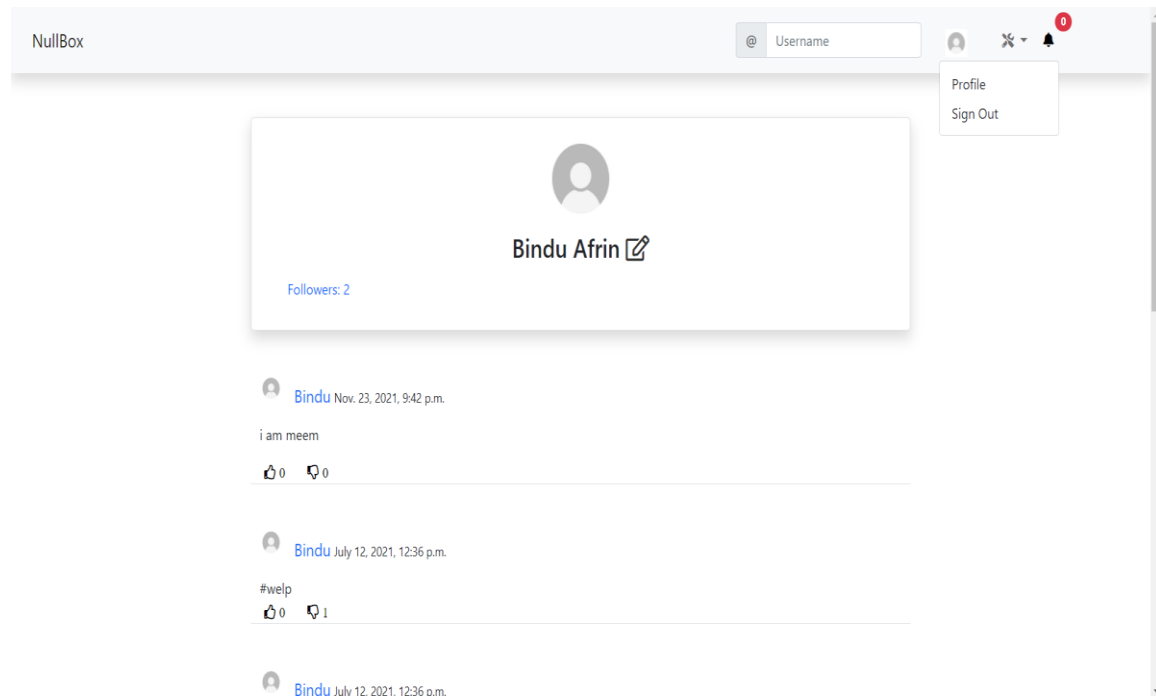 NullBox
@ Username
0
Profile
Sign Out
Bindu Afrin
Followers: 2
Bindu Nov. 23, 2021, 9:42 p.m.
i am meem
0 0
Bindu July 12, 2021, 12:36 p.m.
#welp
0 1
Bindu July 12, 2021, 12:36 p.m.